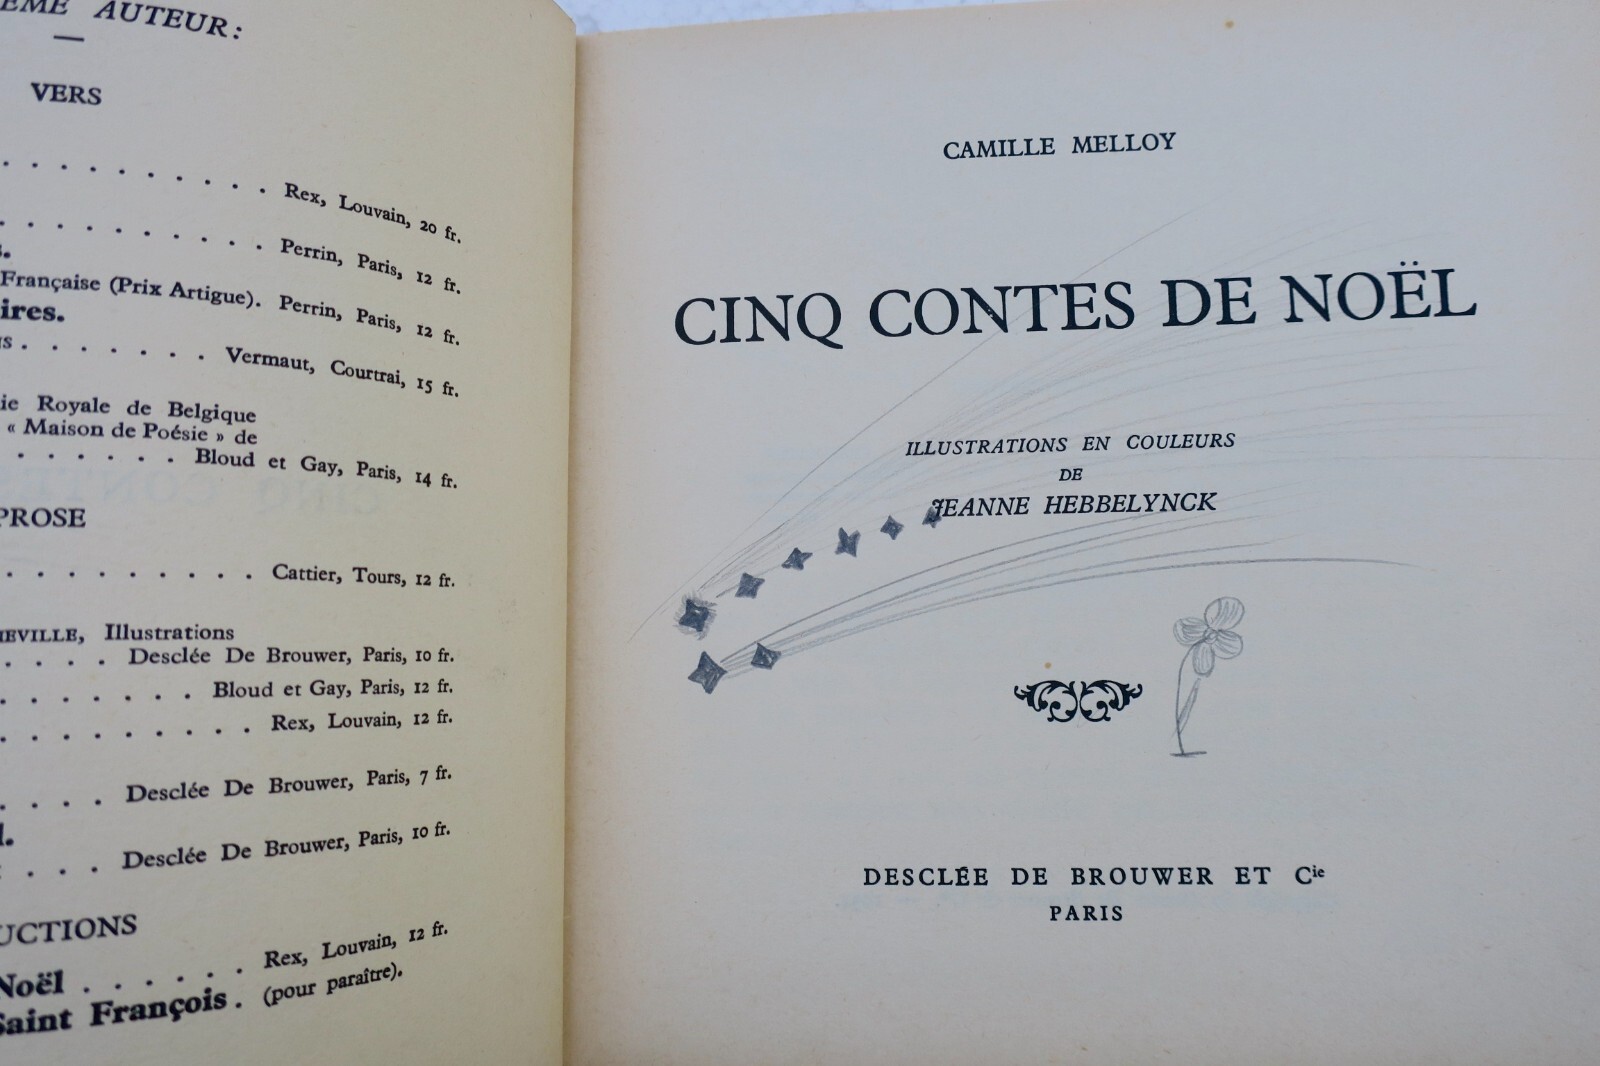 AUTEUR:
VERS
Rex, Louvain, 20 fr.
Perrin, Paris, 12 fr.
Française (Prix Artigue). Perrin, Paris, 12 fr.
Vermaut, Courtrai, 15 fr.
Royale de Belgique
« Maison de Poésie » de
Bloud et Gay, Paris, 14 fr.
PROSE
Cattier, Tours, 12 fr.
Illustrations
Desclée De Brouwer, Paris, 10 fr.
Bloud et Gay, Paris, 12 fr.
Rex, Louvain, 12 fr.
Desclée De Brouwer, Paris, 7 fr.
Desclée De Brouwer, Paris, 10 fr.
UCTIONS
Noël . . . . . . Rex, Louvain, 12 fr.
Saint François . (pour paraître).
CAMILLE MELLOY
CINQ CONTES DE NOËL
ILLUSTRATIONS EN COULEURS
DE
JEANNE HEBBELYNCK
DESCLÉE DE BROUWER ET Cie
PARIS